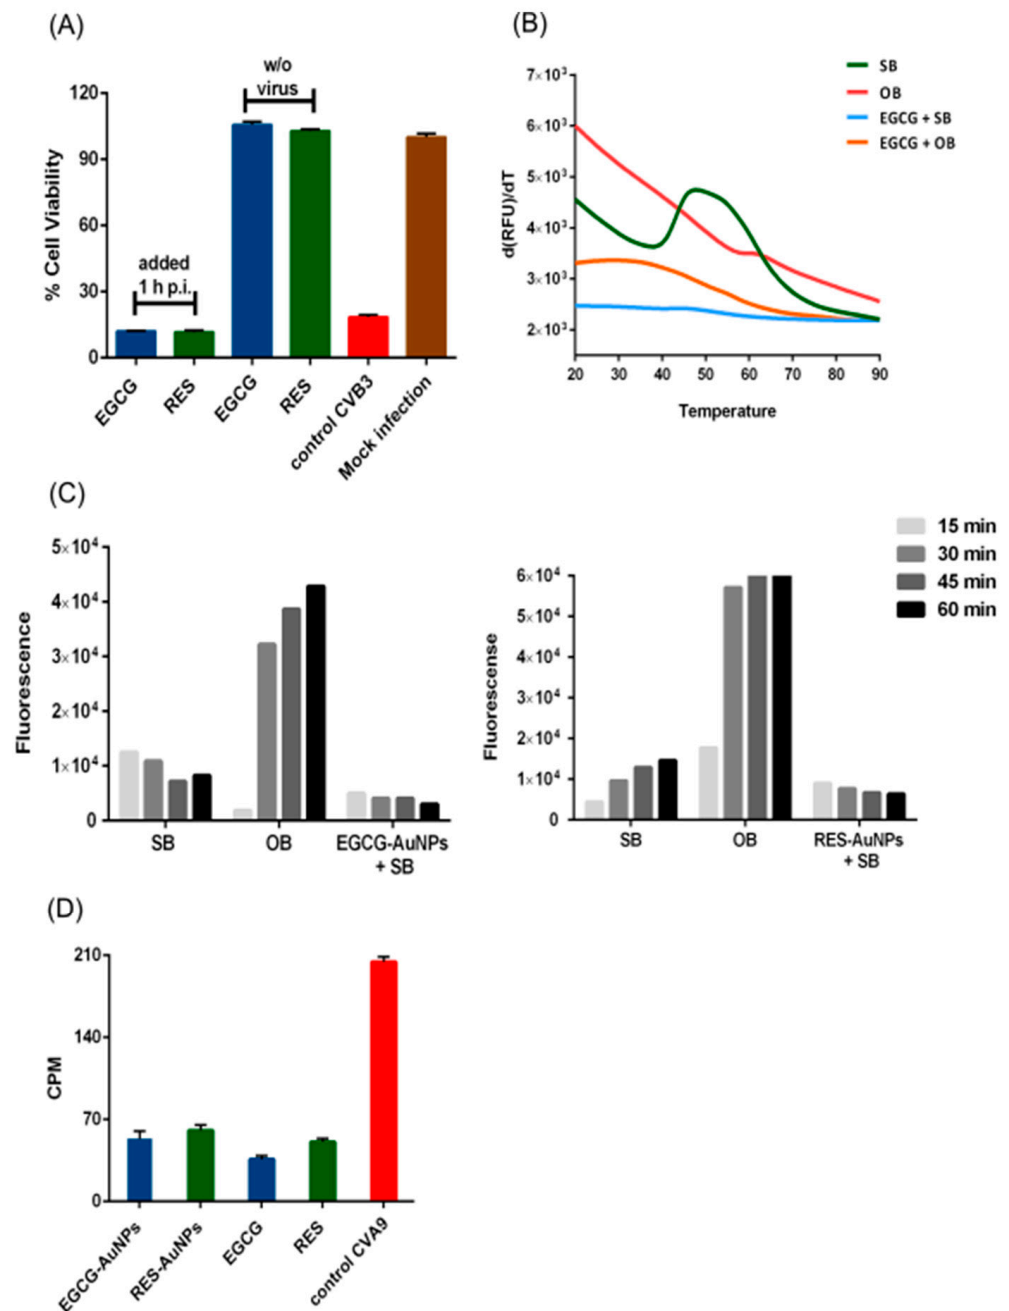 (A)
w/o
virus
added
1 h p.i.
% Cell Viability
120
90
60
30
0
EGCG
RES
EGCG
RES
control CVB3
Mock infection
(B)
SB
OB
EGCG + SB
EGCG + OB
d(RFU)/dT
7×10³
6×10³
5×10³
4×10³
3×10³
2×10³
20 30 40 50 60 70 80 90
Temperature
(C)
Fluorescence
5×10⁴
4×10⁴
3×10⁴
2×10⁴
1×10⁴
0
SB OB EGCG-AuNPs
+ SB
Fluorescense
6×10⁴
5×10⁴
4×10⁴
3×10⁴
2×10⁴
1×10⁴
0
SB OB RES-AuNPs
+ SB
15 min
30 min
45 min
60 min
(D)
CPM
210
140
70
0
EGCG-AuNPs
RES-AuNPs
EGCG
RES
control CVA9